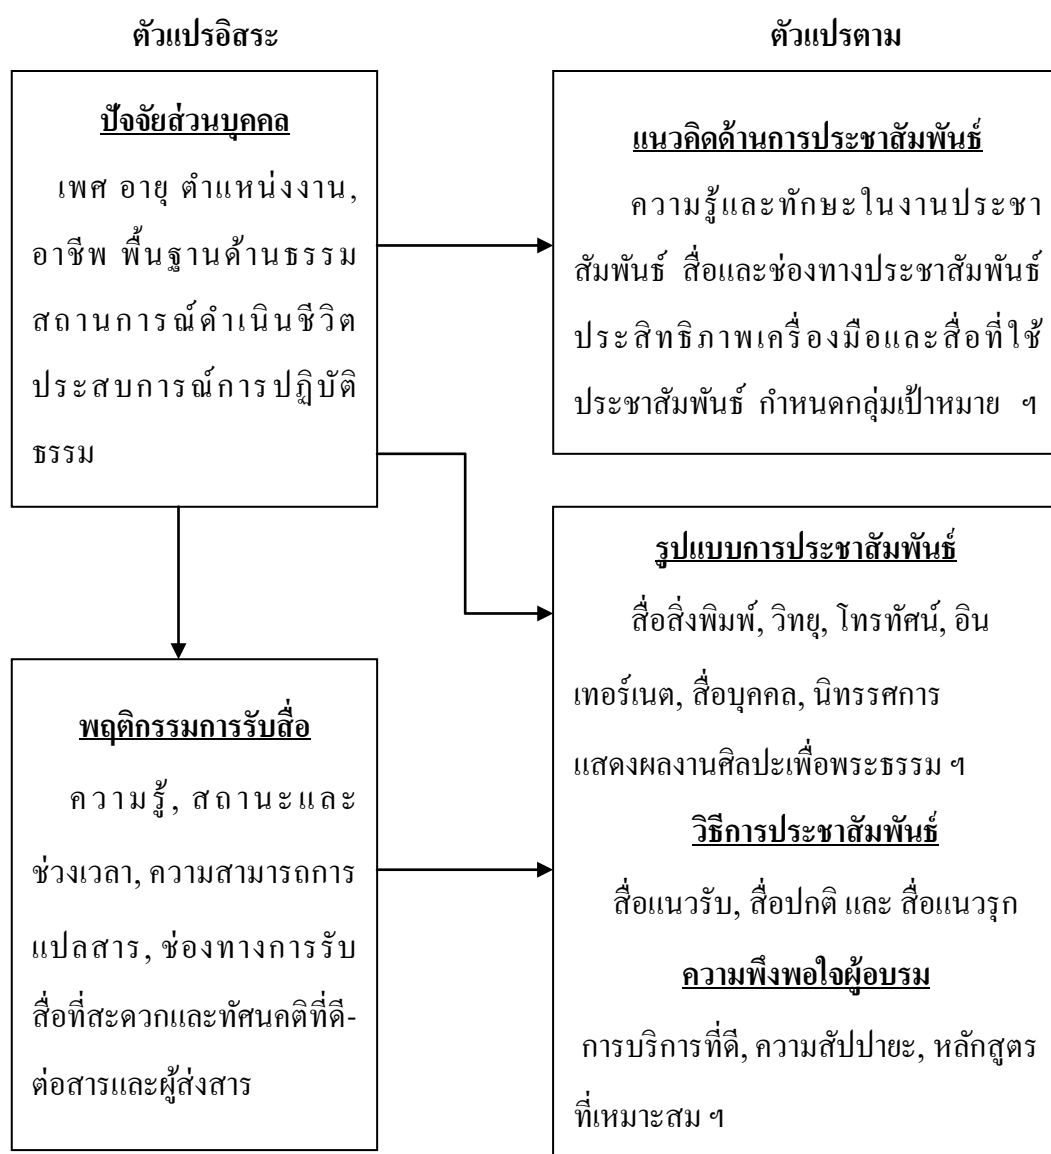 ตัวแปรอิสระ
ปัจจัยส่วนบุคคล
เพศ อายุ ตำแหน่งงาน,
อาชีพ พื้นฐานด้านธรรม
สถานการณ์ดำเนินชีวิต
ประสบการณ์การปฏิบัติ
ธรรม
พฤติกรรมการรับสื่อ
ความรู้, สถานะและ
ช่วงเวลา, ความสามารถการ
แปลสาร, ช่องทางการรับ
สื่อที่สะดวกและทัศนคติที่ดี-
ต่อสารและผู้ส่งสาร
ตัวแปรตาม
แนวคิดด้านการประชาสัมพันธ์
ความรู้และทักษะในงานประชา
สัมพันธ์ สื่อและช่องทางประชาสัมพันธ์
ประสิทธิภาพเครื่องมือและสื่อที่ใช้
ประชาสัมพันธ์ กำหนดกลุ่มเป้าหมาย ฯ
รูปแบบการประชาสัมพันธ์
สื่อสิ่งพิมพ์, วิทยุ, โทรทัศน์, อิน
เทอร์เนต, สื่อบุคคล, นิทรรศการ
แสดงผลงานศิลปะเพื่อพระธรรม ฯ
วิธีการประชาสัมพันธ์
สื่อแนวรับ, สื่อปกติ และ สื่อแนวรุก
ความพึงพอใจผู้อบรม
การบริการที่ดี, ความสัปปายะ, หลักสูตร
ที่เหมาะสม ฯ